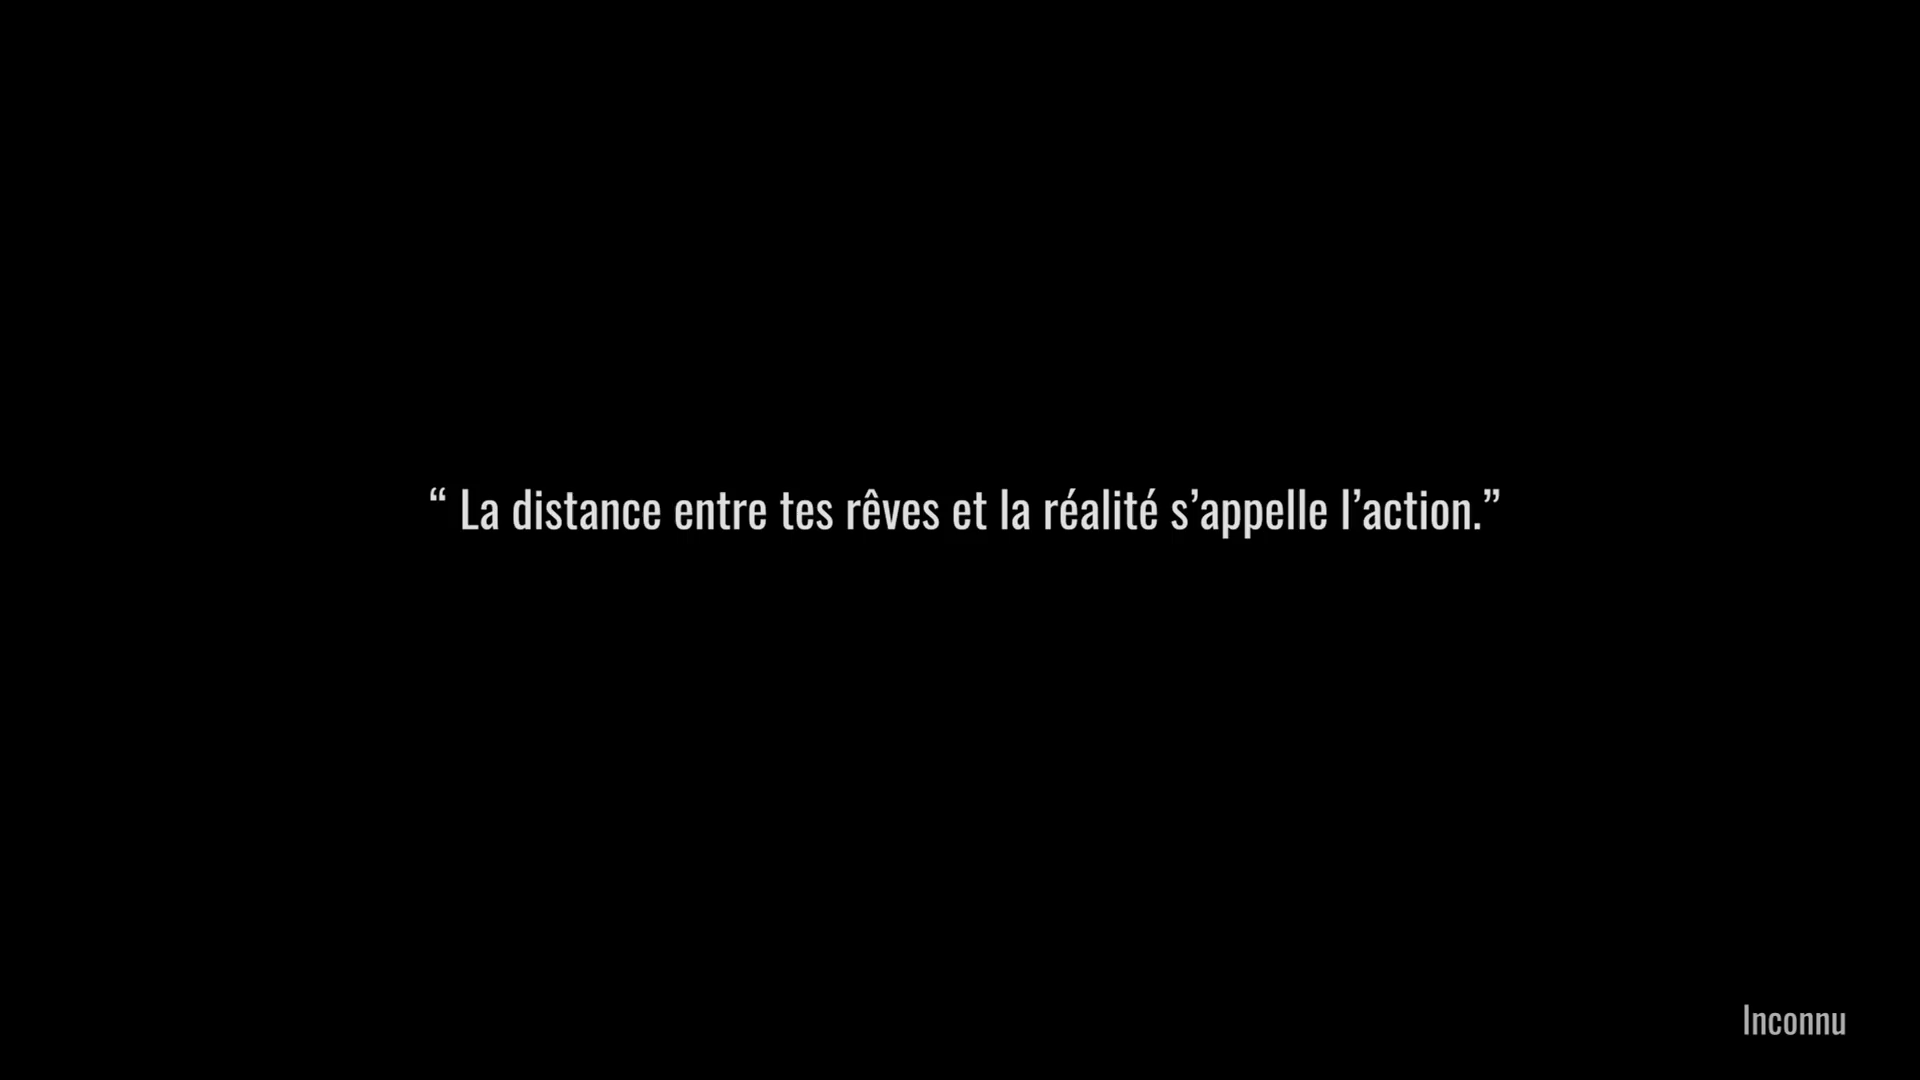 “ La distance entre tes rêves et la réalité s’appelle l’action.”
Inconnu